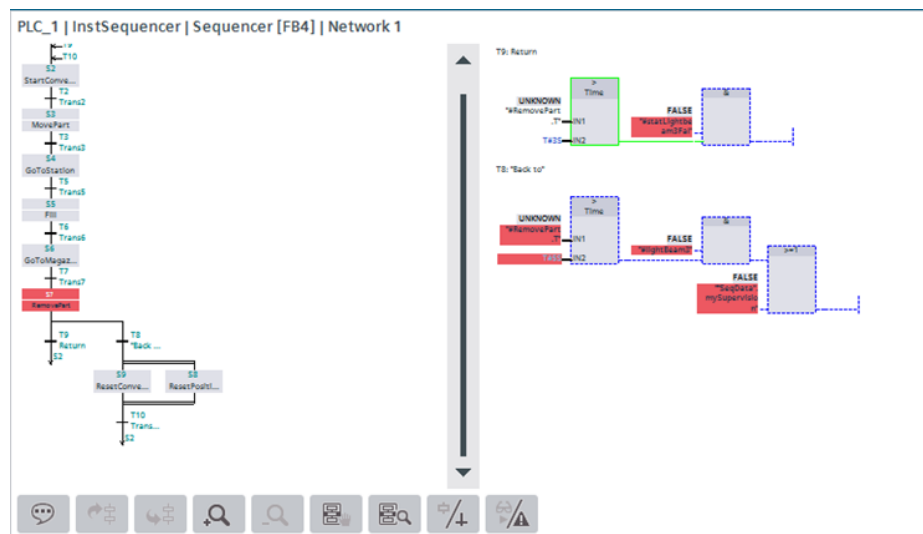 PLC_1 | InstSequencer | Sequencer [FB4] | Network 1
T10
S2
StartConve...
T2
Trans2
S3
MovePart
T3
Trans3
S4
GoToStation
T5
Trans5
S5
Fill
T6
Trans6
S6
GoToMagaz...
T7
Trans7
S7
RemovePart
T9
Return
S2
T8
"Back ...
S9
ResetConve...
S8
ResetPositi...
T10
Trans...
S2
T9: Return
>
Time
UNKNOWN
"#RemovePart
.T"
IN1
T#3S
IN2
FALSE
"#statLightbe
am3Fal"
&
T8: "Back to"
>
Time
UNKNOWN
"#RemovePart
.T"
IN1
T#5S
IN2
FALSE
"#lightBeam3"
&
>=1
FALSE
"SeqData"
mySupervisio
n"